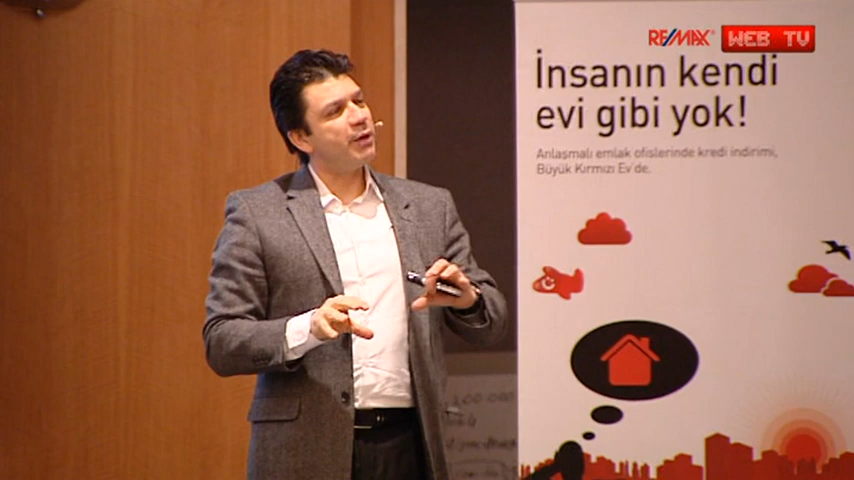 RE/MAX WEB TV
İnsanın kendi
evi gibi yok!
Anlaşmalı emlak ofislerinde kredi indirimi,
Büyük Kırmızı Ev'de.